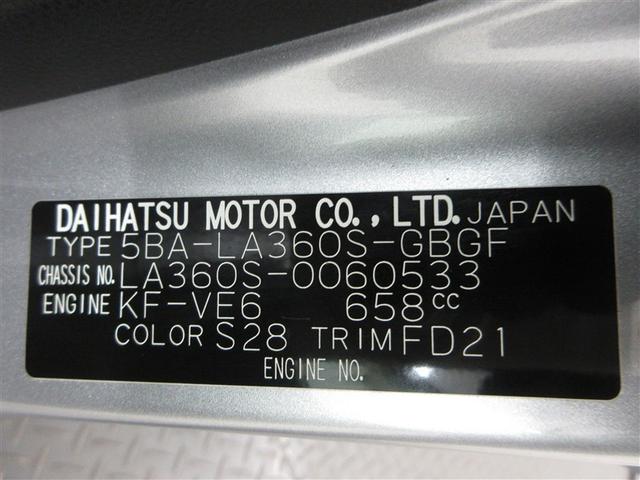 DAIHATSU MOTOR CO., LTD. JAPAN
TYPE 5BA-LA360S-GBGF
CHASSIS NO. LA360S-0060533
ENGINE KF-VE6 658cc
COLOR S28 TRIM FD21
ENGINE NO.